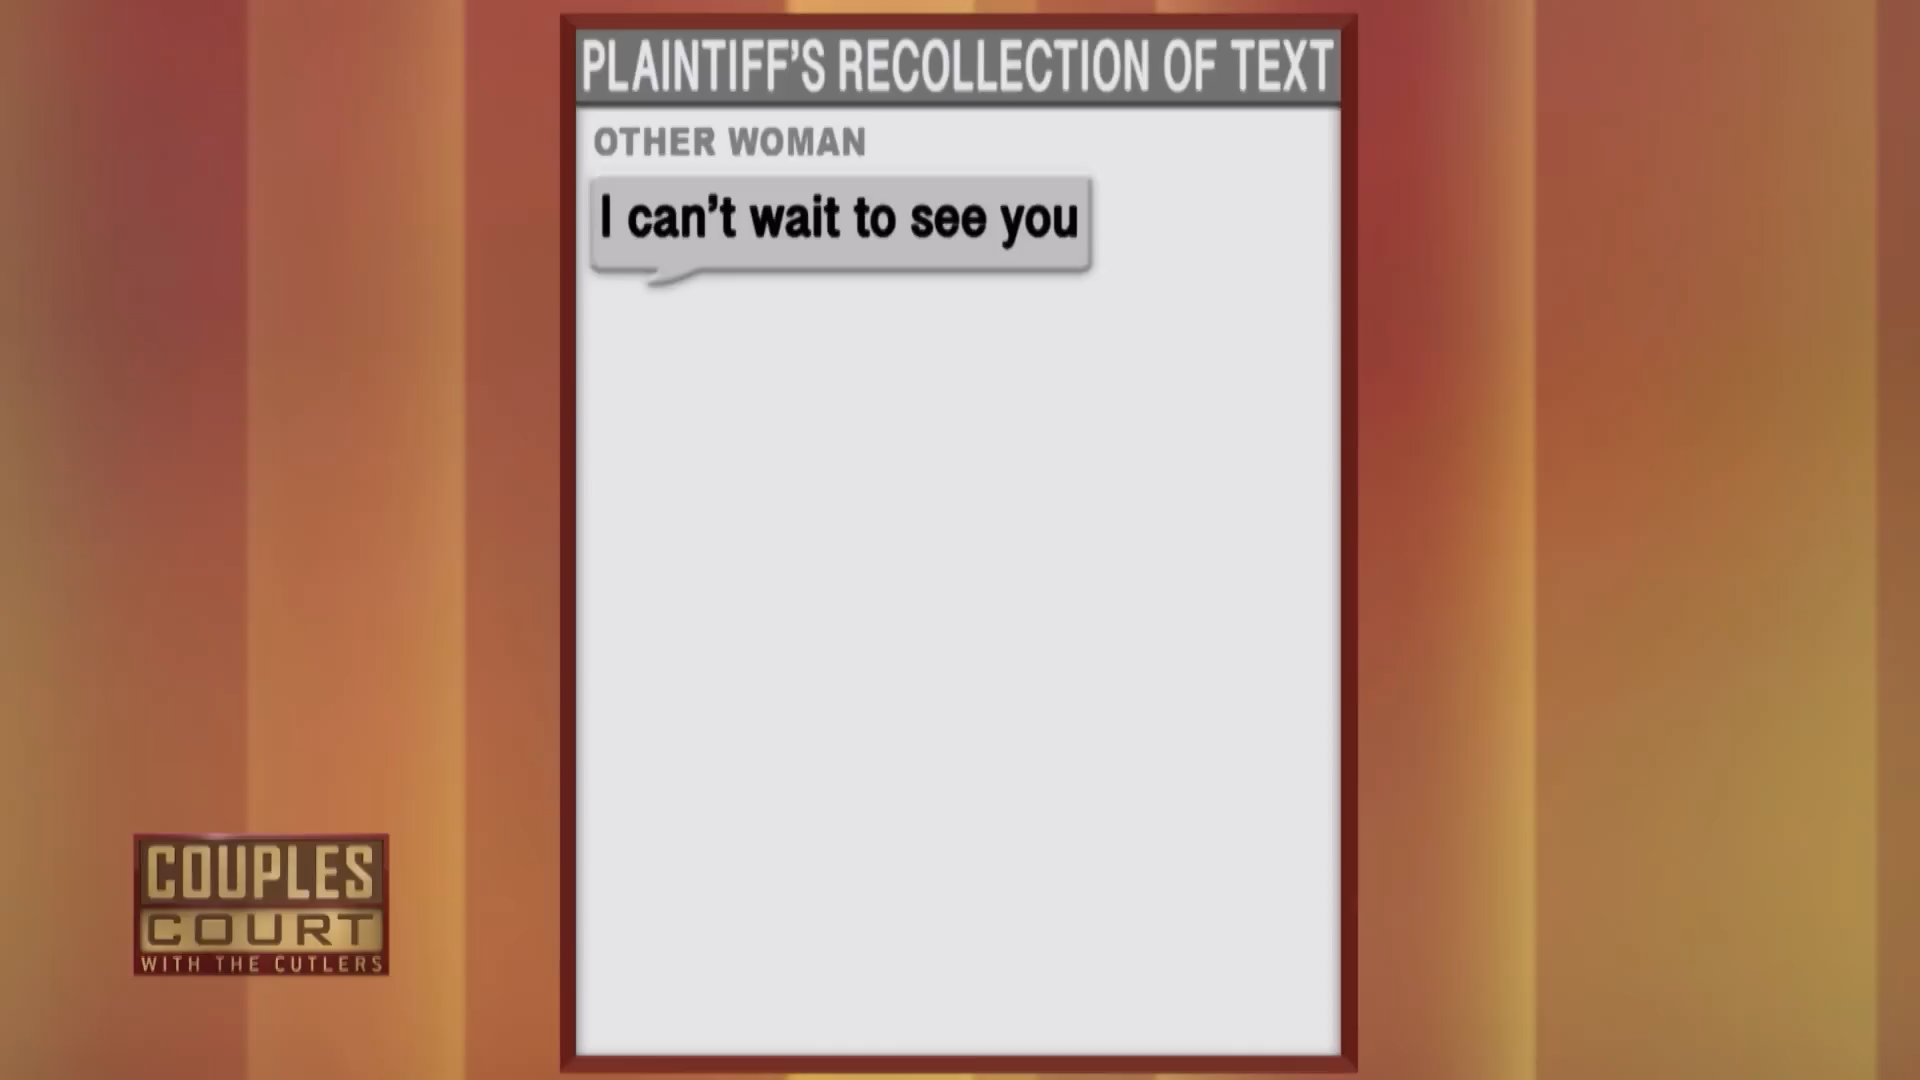 PLAINTIFF'S RECOLLECTION OF TEXT
OTHER WOMAN
I can't wait to see you
COUPLES
COURT
WITH THE CUTLERS